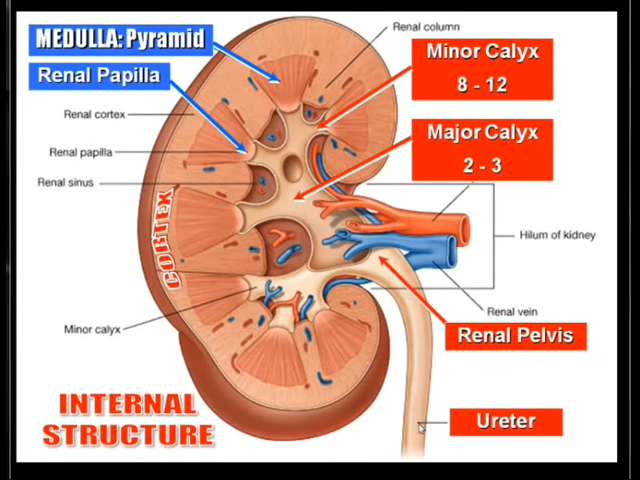 MEDULLA: Pyramid
Renal Papilla
Renal column
Minor Calyx
8 - 12
Renal cortex
Major Calyx
2 - 3
Renal papilla
Renal sinus
CORTEX
Hilum of kidney
Renal vein
Minor calyx
Renal Pelvis
INTERNAL
STRUCTURE
Ureter